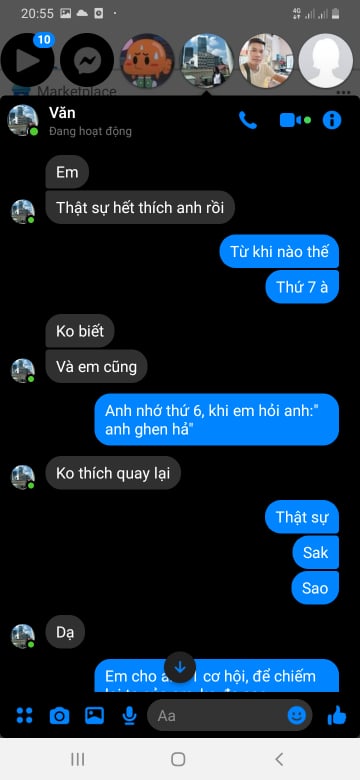 20:55
4G
10
Marketplace
Văn
Đang hoạt động
Em
Thật sự hết thích anh rồi
Từ khi nào thế
Thứ 7 à
Ko biết
Và em cũng
Anh nhớ thứ 6, khi em hỏi anh:"
anh ghen hả"
Ko thích quay lại
Thật sự
Sak
Sao
Dạ
Em cho 1 cơ hội, để chiếm
Aa